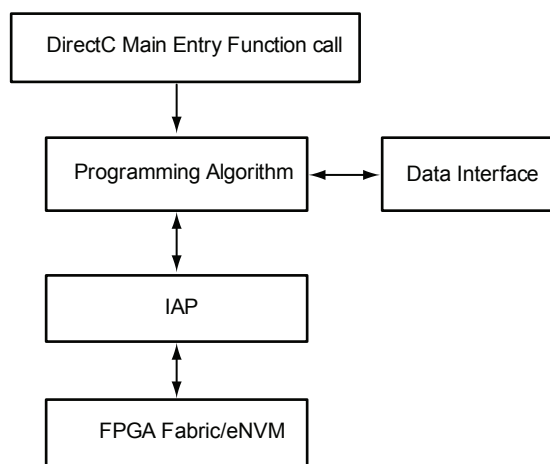 DirectC Main Entry Function call
Programming Algorithm
Data Interface
IAP
FPGA Fabric/eNVM